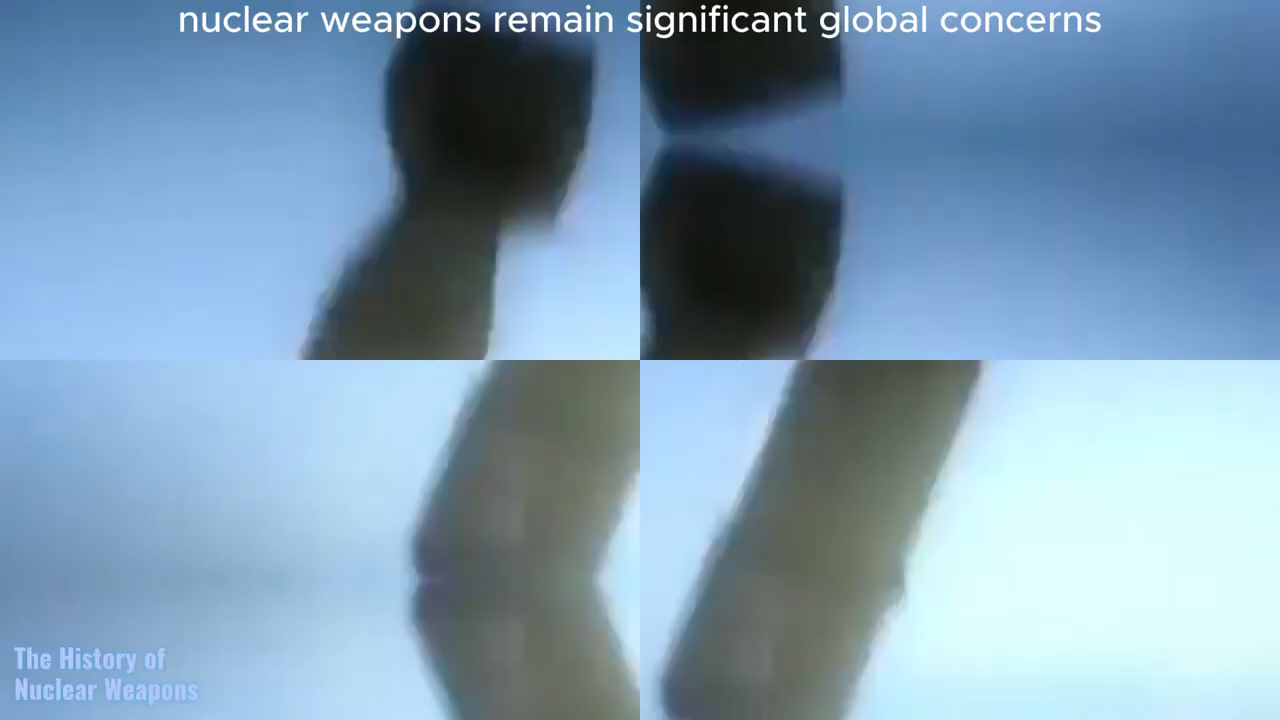 nuclear weapons remain significant global concerns
The History of
Nuclear Weapons